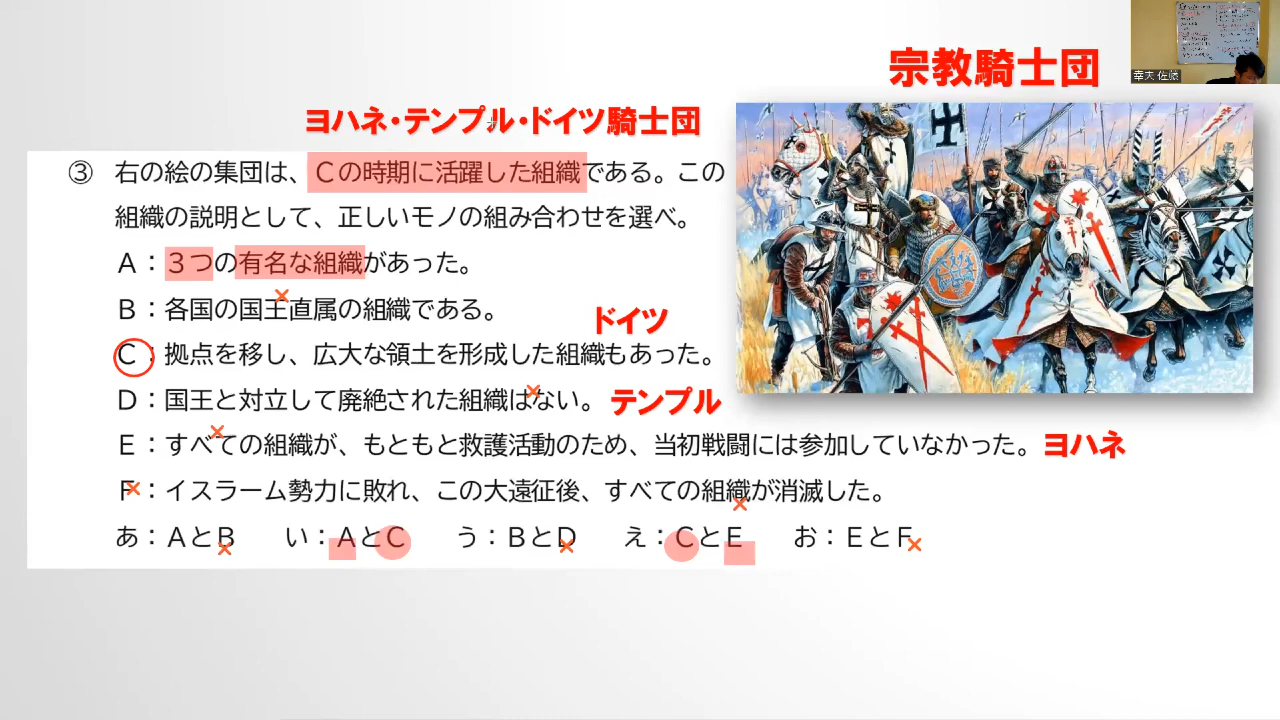 宗教騎士団
幸夫 佐藤
ヨハネ・テンプル・ドイツ騎士団
③ 右の絵の集団は、Ｃの時期に活躍した組織である。この
組織の説明として、正しいモノの組み合わせを選べ。
Ａ：３つの有名な組織があった。
Ｂ：各国の国王直属の組織である。
ドイツ
Ｃ：拠点を移し、広大な領土を形成した組織もあった。
Ｄ：国王と対立して廃絶された組織はない。 テンプル
Ｅ：すべての組織が、もともと救護活動のため、当初戦闘には参加していなかった。 ヨハネ
Ｆ：イスラーム勢力に敗れ、この大遠征後、すべての組織が消滅した。
あ：ＡとＢ い：ＡとＣ う：ＢとＤ え：ＣとＥ お：ＥとＦ